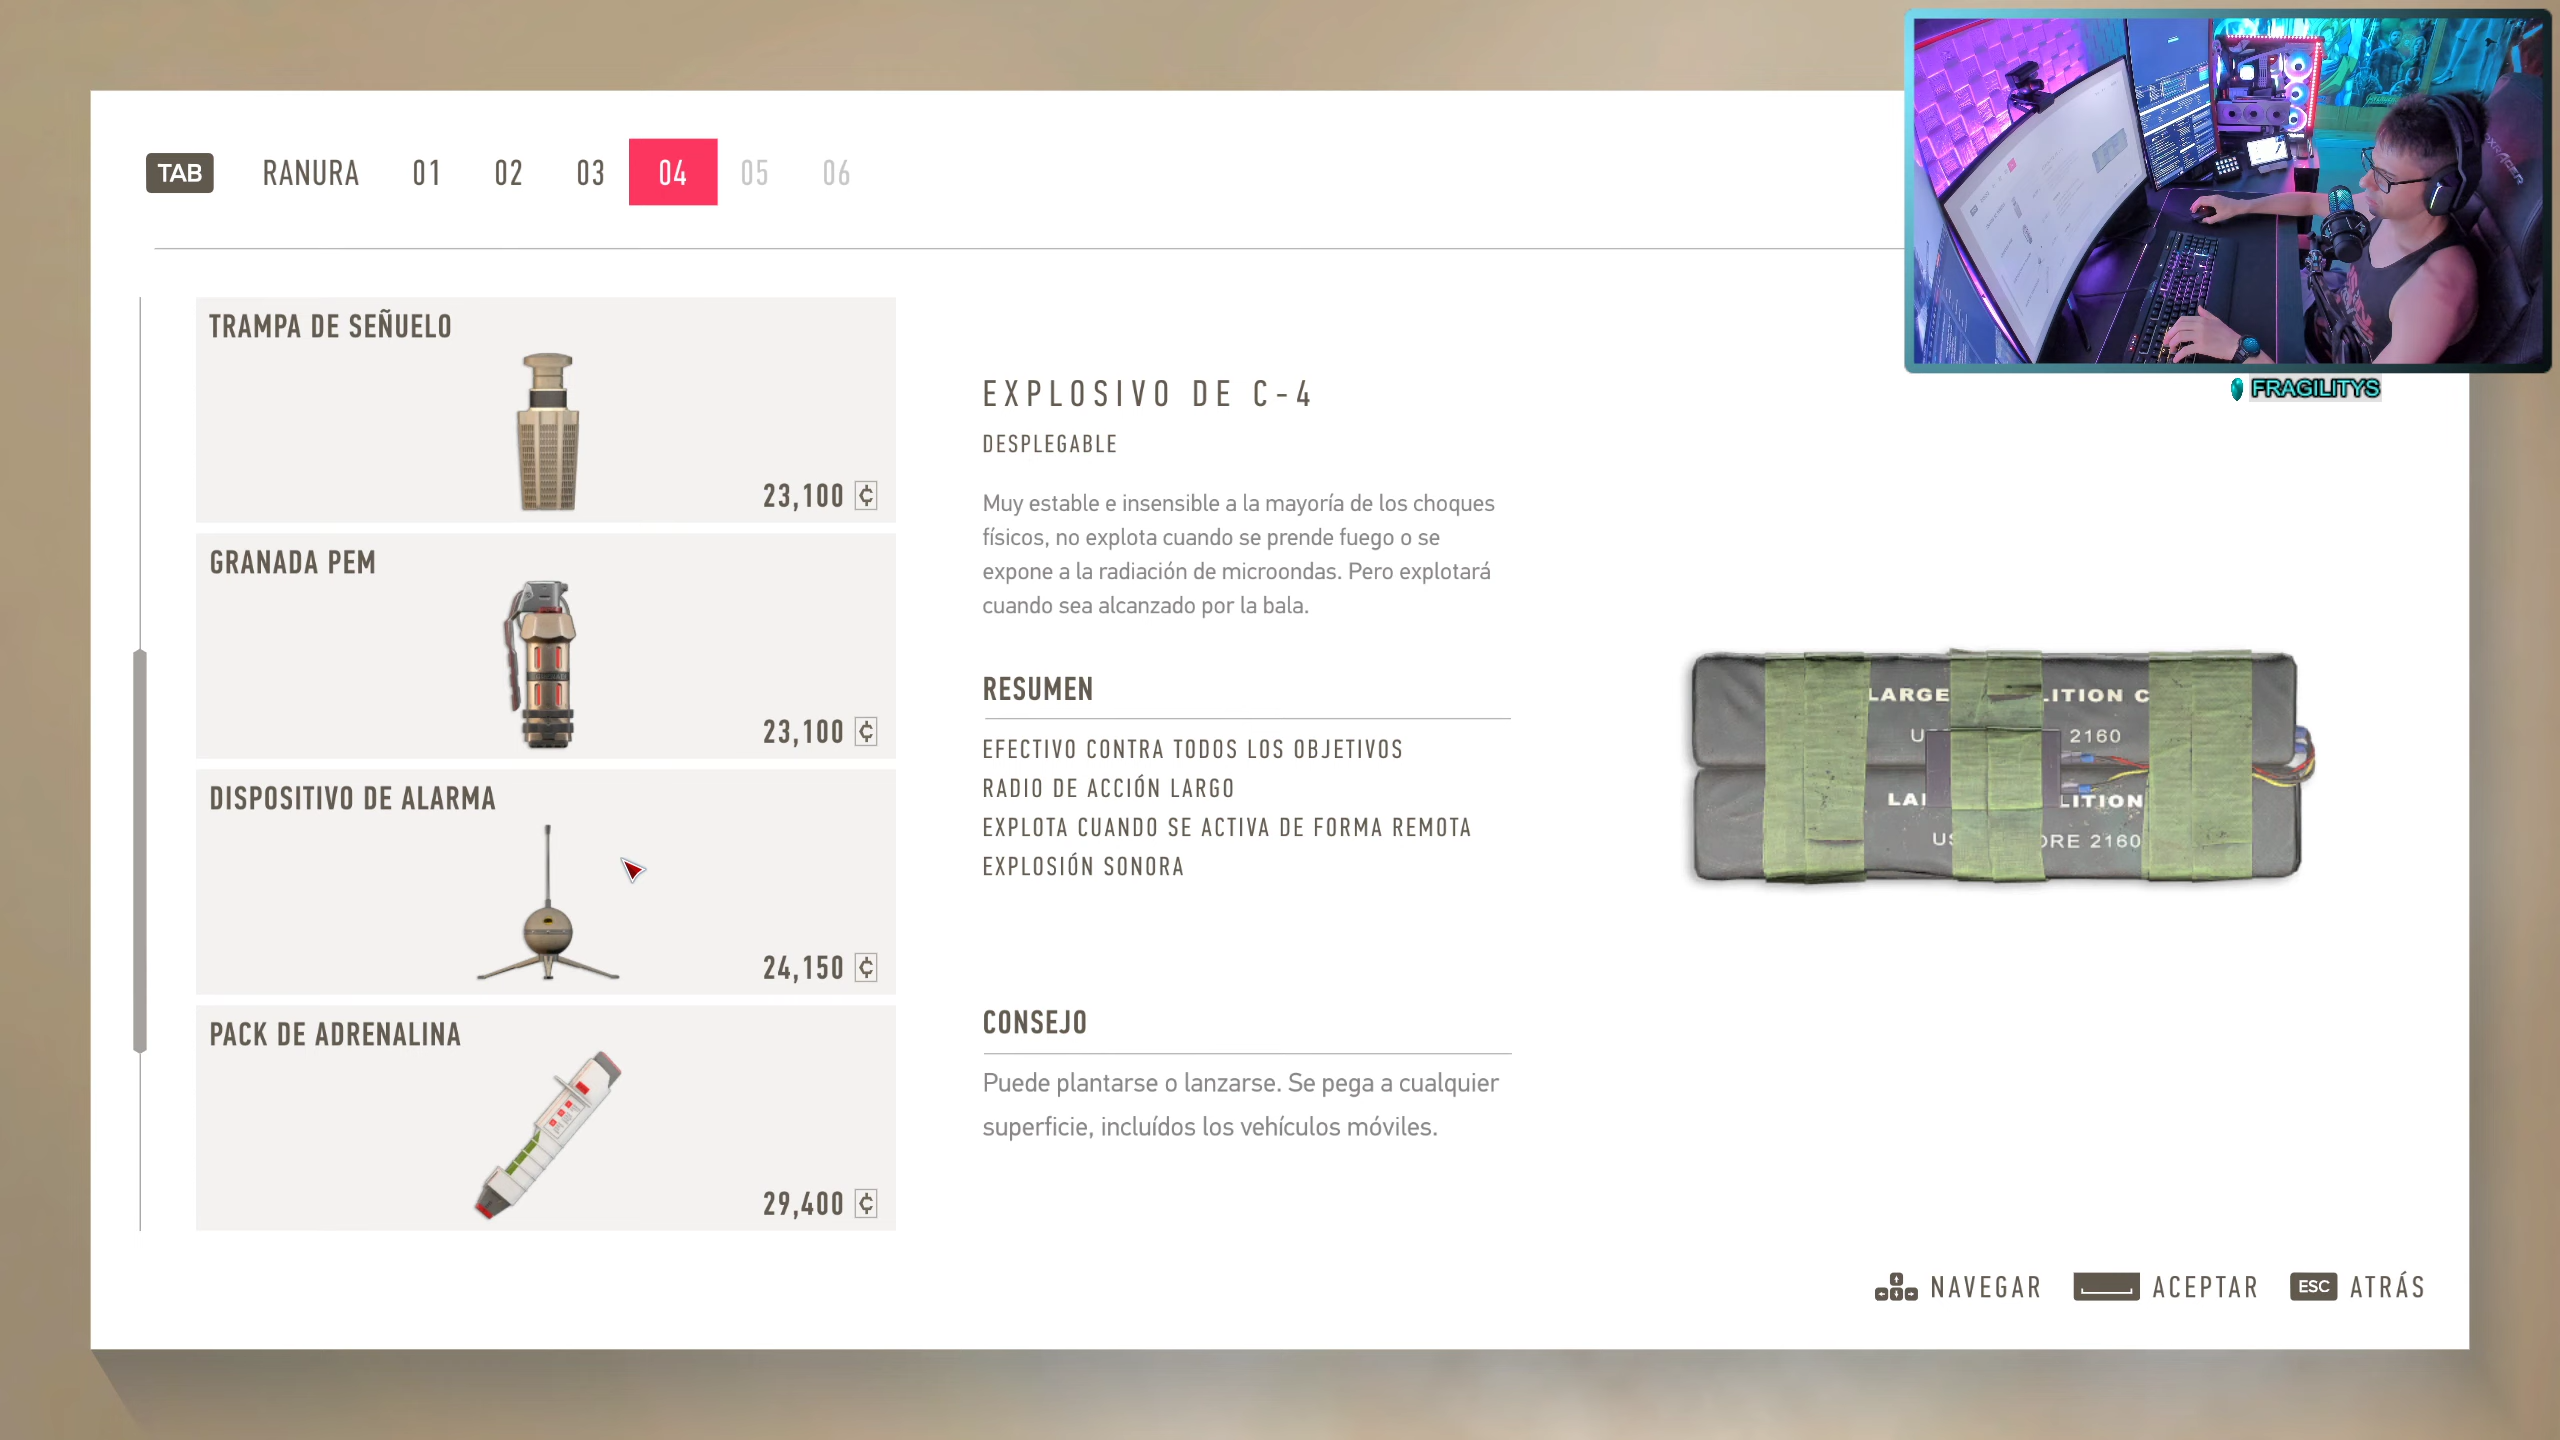 TAB RANURA 01 02 03 04 05 06
TRAMPA DE SEÑUELO
23,100 ₵
GRANADA PEM
23,100 ₵
DISPOSITIVO DE ALARMA
24,150 ₵
PACK DE ADRENALINA
29,400 ₵
EXPLOSIVO DE C-4
DESPLEGABLE
Muy estable e insensible a la mayoría de los choques
físicos, no explota cuando se prende fuego o se
expone a la radiación de microondas. Pero explotará
cuando sea alcanzado por la bala.
RESUMEN
EFECTIVO CONTRA TODOS LOS OBJETIVOS
RADIO DE ACCIÓN LARGO
EXPLOTA CUANDO SE ACTIVA DE FORMA REMOTA
EXPLOSIÓN SONORA
CONSEJO
Puede plantarse o lanzarse. Se pega a cualquier
superficie, incluídos los vehículos móviles.
FRAGILITYS
LARGE LITION C
U 2160
LA LITION
US ORE 2160
NAVEGAR ACEPTAR ESC ATRÁS